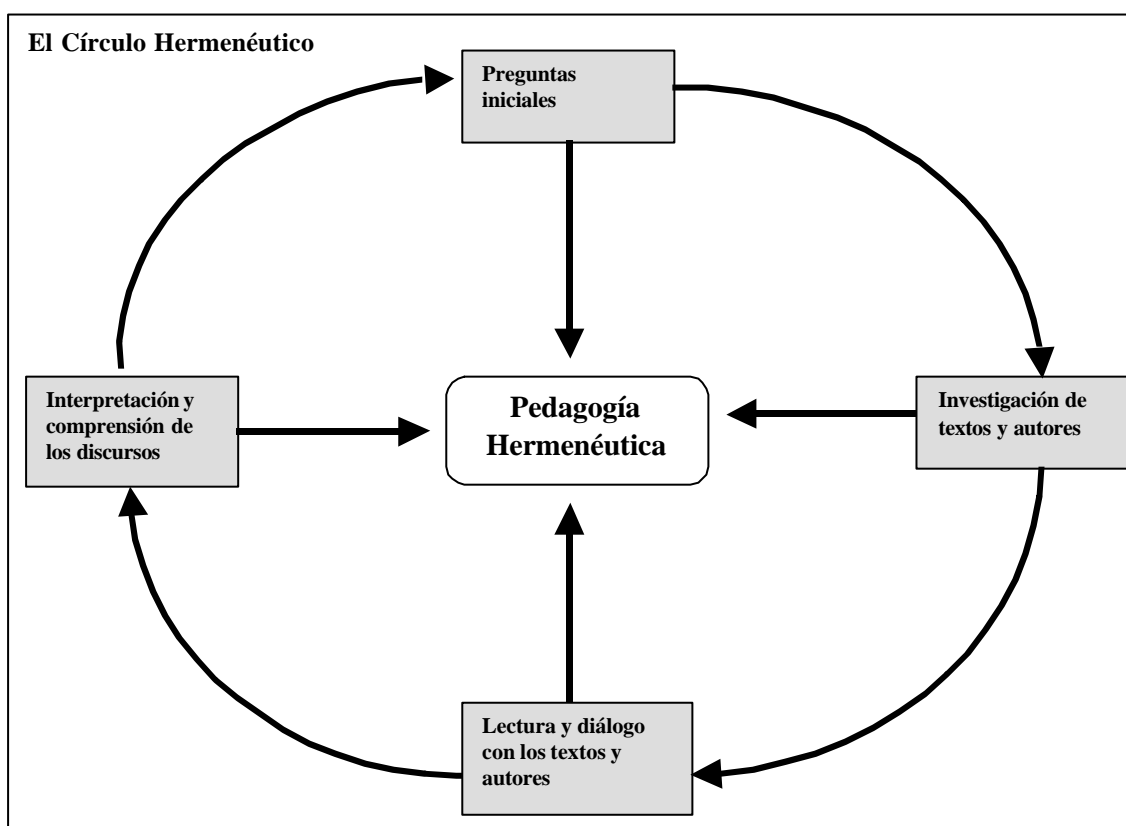 El Círculo Hermenéutico
Preguntas
iniciales
Interpretación y
comprensión de
los discursos
Pedagogía
Hermenéutica
Investigación de
textos y autores
Lectura y diálogo
con los textos y
autores